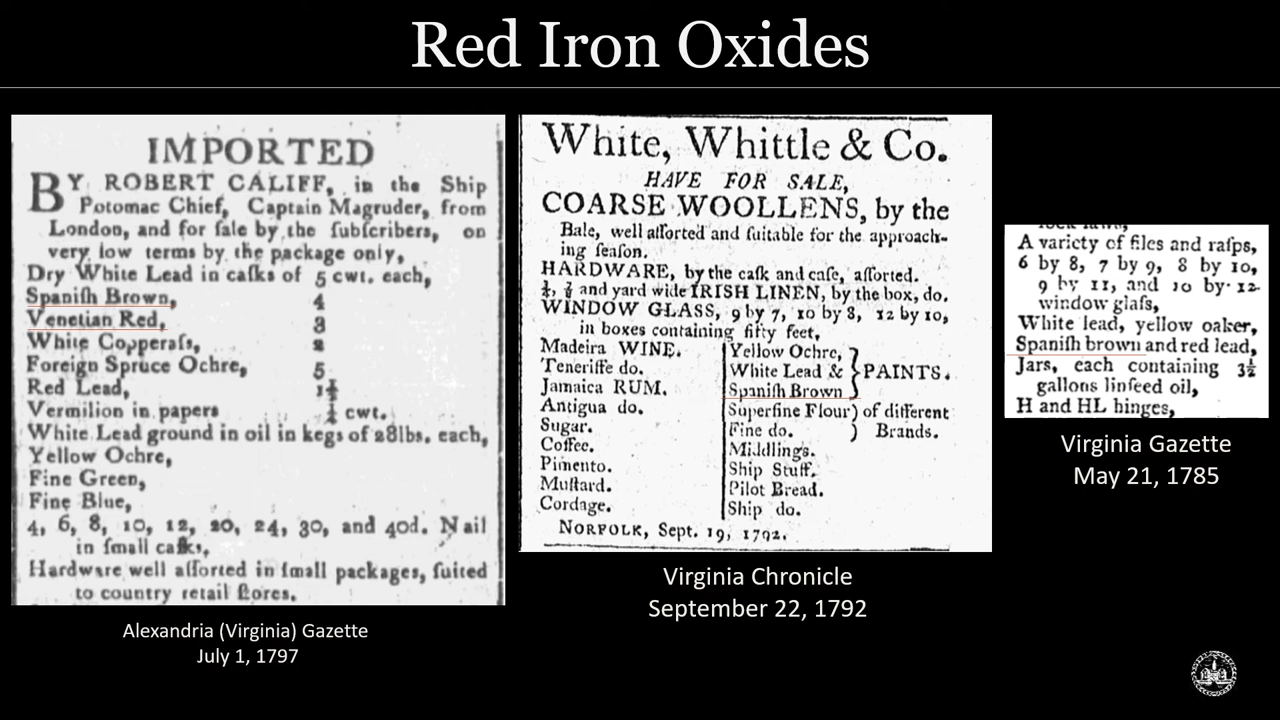 Red Iron Oxides
IMPORTED
BY ROBERT CALIFF, in the Ship
Potomac Chief, Captain Magruder, from
London, and for ſale by the ſubſcribers, on
very low terms by the package only,
Dry White Lead in caſks of 5 cwt. each,
Spaniſh Brown, 4
Venetian Red, 3
White Copperaſs, 2
Foreign Spruce Ochre, 5
Red Lead, 1½
Vermilion in papers ¼ cwt.
White Lead ground in oil in kegs of 28lbs. each,
Yellow Ochre,
Fine Green,
Fine Blue,
4, 6, 8, 10, 12, 20, 24, 30, and 40d. Nail
in ſmall caſks,
Hardware well aſſorted in ſmall packages, ſuited
to country retail ſtores.
Alexandria (Virginia) Gazette
July 1, 1797
White, Whittle & Co.
HAVE FOR SALE,
COARSE WOOLLENS, by the
Bale, well aſſorted and ſuitable for the approach-
ing ſeaſon.
HARDWARE, by the caſk and caſe, aſſorted.
¾, ⅞ and yard wide IRISH LINEN, by the box, do.
WINDOW GLASS, 9 by 7, 10 by 8, 12 by 10,
in boxes containing fifty feet,
Madeira WINE.
Teneriffe do.
Jamaica RUM.
Antigua do.
Sugar.
Coffee.
Pimento.
Muſtard.
Cordage.
Yellow Ochre,
White Lead & } PAINTS.
Spaniſh Brown
Superfine Flour ) of different
Fine do. ) Brands.
Middlings.
Ship Stuff.
Pilot Bread.
Ship do.
NORFOLK, Sept. 19, 1792.
Virginia Chronicle
September 22, 1792
A variety of files and raſps,
6 by 8, 7 by 9, 8 by 10,
9 by 11, and 10 by 12
window glaſs,
White lead, yellow oaker,
Spaniſh brown and red lead,
Jars, each containing 3½
gallons linſeed oil,
H and HL hinges,
Virginia Gazette
May 21, 1785